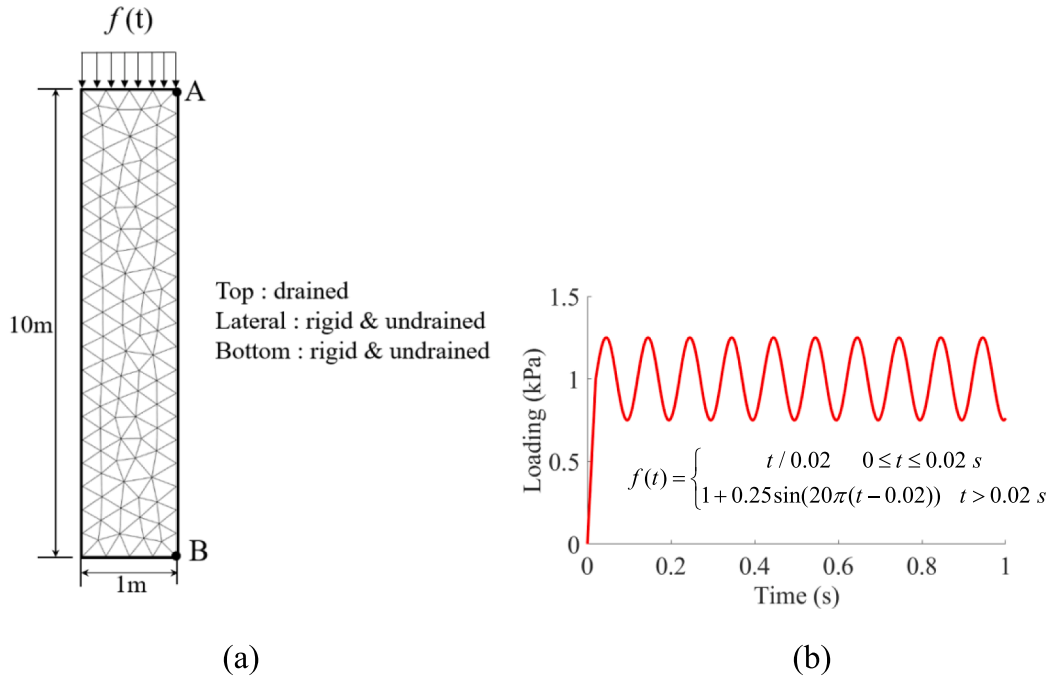 f (t)
A
10m
Top : drained
Lateral : rigid & undrained
Bottom : rigid & undrained
B
1m
(a)
1.5
1
0.5
0
Loading (kPa)
f(t) = { t / 0.02 0 ≤ t ≤ 0.02 s
1 + 0.25sin(20π(t − 0.02)) t > 0.02 s
0 0.2 0.4 0.6 0.8 1
Time (s)
(b)